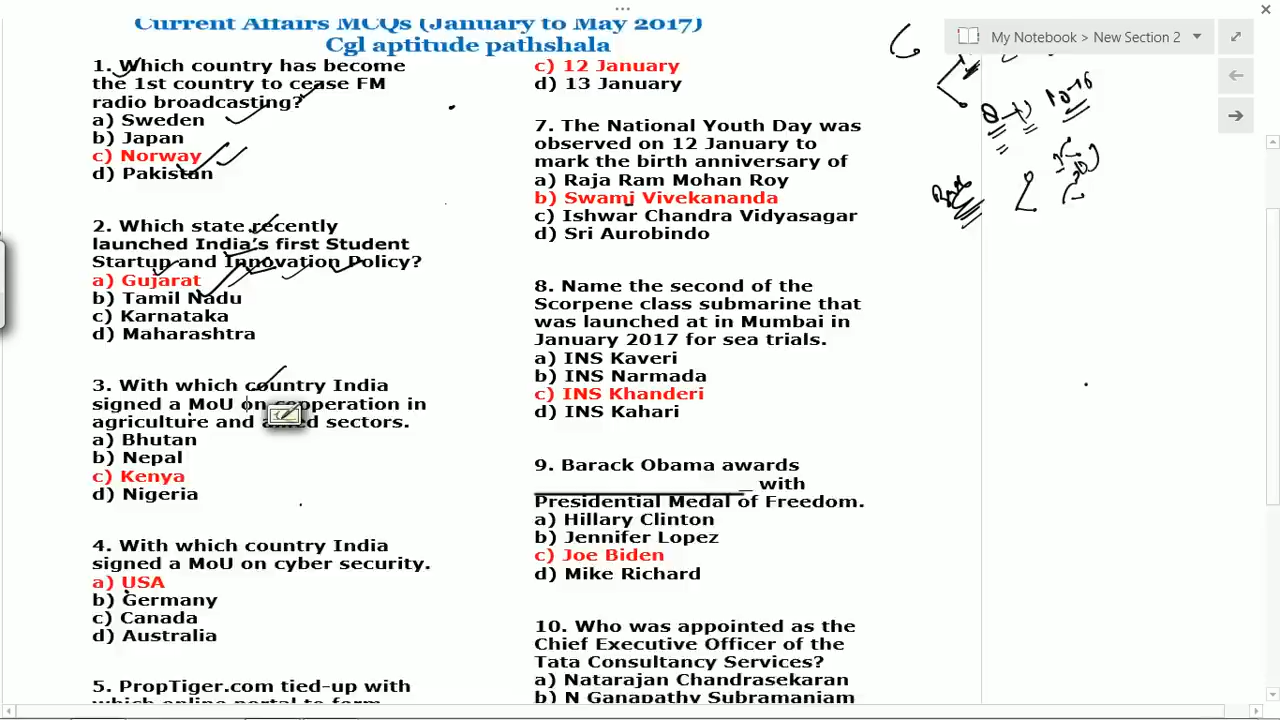 Current Affairs MCQs (January to May 2017)
Cgl aptitude pathshala
My Notebook > New Section 2
1. Which country has become
the 1st country to cease FM
radio broadcasting?
a) Sweden
b) Japan
c) Norway
d) Pakistan
2. Which state recently
launched India's first Student
Startup and Innovation Policy?
a) Gujarat
b) Tamil Nadu
c) Karnataka
d) Maharashtra
3. With which country India
signed a MoU on cooperation in
agriculture and allied sectors.
a) Bhutan
b) Nepal
c) Kenya
d) Nigeria
4. With which country India
signed a MoU on cyber security.
a) USA
b) Germany
c) Canada
d) Australia
5. PropTiger.com tied-up with
which online portal to form
c) 12 January
d) 13 January
7. The National Youth Day was
observed on 12 January to
mark the birth anniversary of
a) Raja Ram Mohan Roy
b) Swami Vivekananda
c) Ishwar Chandra Vidyasagar
d) Sri Aurobindo
8. Name the second of the
Scorpene class submarine that
was launched at in Mumbai in
January 2017 for sea trials.
a) INS Kaveri
b) INS Narmada
c) INS Khanderi
d) INS Kahari
9. Barack Obama awards
____________________ with
Presidential Medal of Freedom.
a) Hillary Clinton
b) Jennifer Lopez
c) Joe Biden
d) Mike Richard
10. Who was appointed as the
Chief Executive Officer of the
Tata Consultancy Services?
a) Natarajan Chandrasekaran
b) N Ganapathy Subramaniam